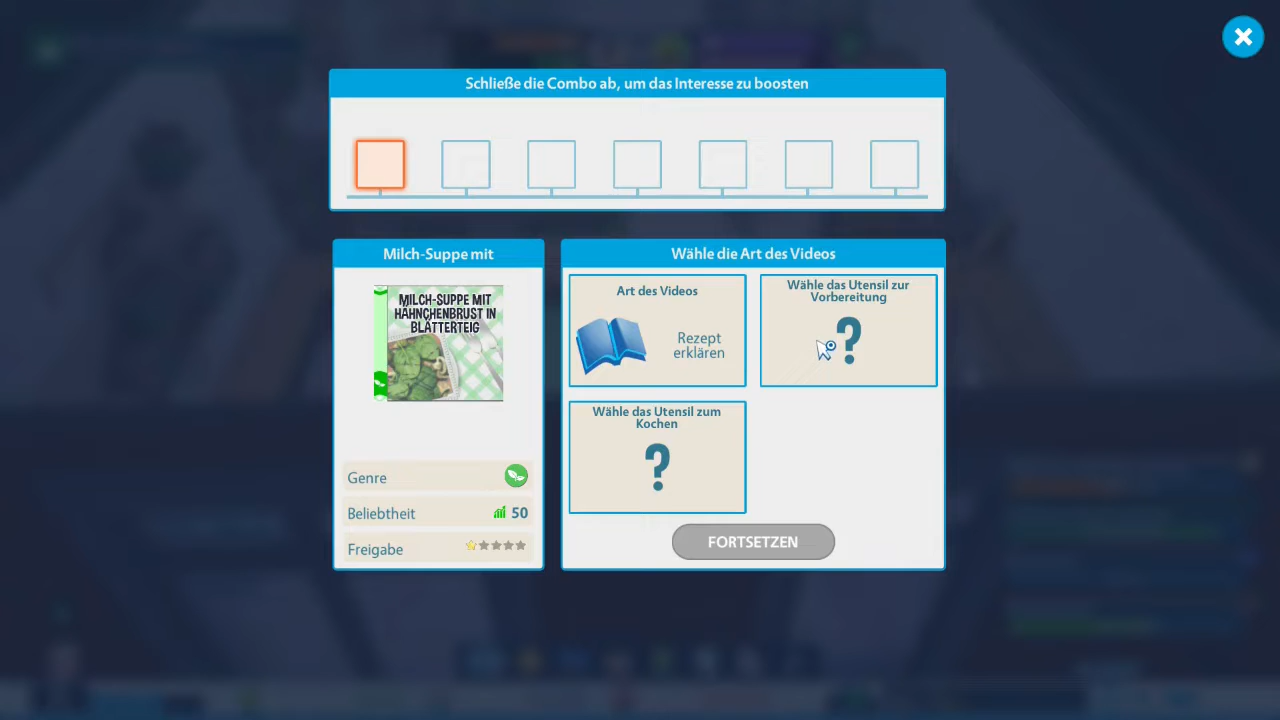 Schließe die Combo ab, um das Interesse zu boosten
Milch-Suppe mit
MILCH-SUPPE MIT
HÄHNCHENBRUST IN
BLÄTTERTEIG
Genre
Beliebtheit
50
Freigabe
Wähle die Art des Videos
Art des Videos
Rezept
erklären
Wähle das Utensil zur
Vorbereitung
?
Wähle das Utensil zum
Kochen
?
FORTSETZEN